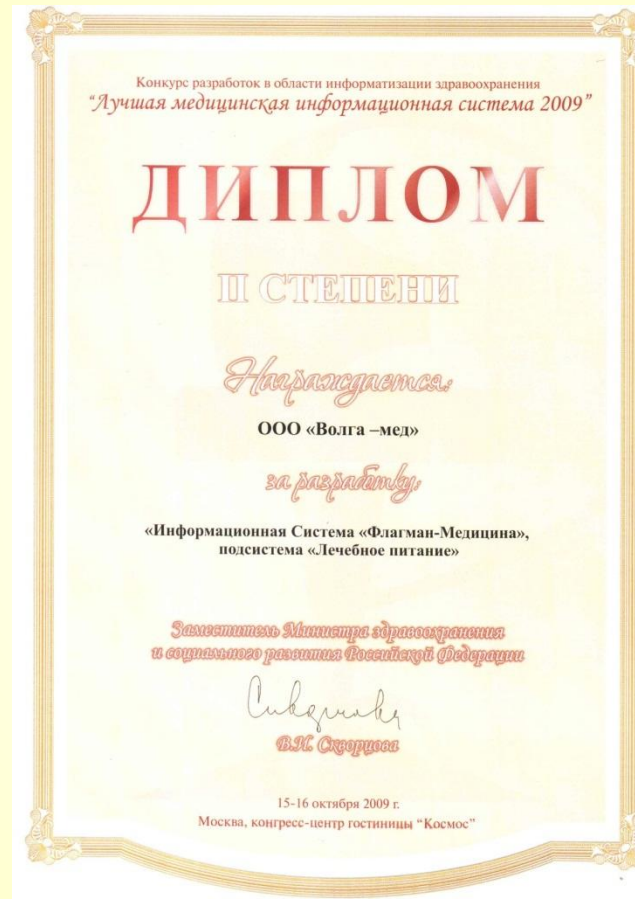 Конкурс разработок в области информатизации здравоохранения
“Лучшая медицинская информационная система 2009”
ДИПЛОМ
II СТЕПЕНИ
Награждается:
ООО «Волга –мед»
за разработку:
«Информационная Система «Флагман-Медицина»,
подсистема «Лечебное питание»
Заместитель Министра здравоохранения
и социального развития Российской Федерации
В.И. Скворцова
15-16 октября 2009 г.
Москва, конгресс-центр гостиницы “Космос”